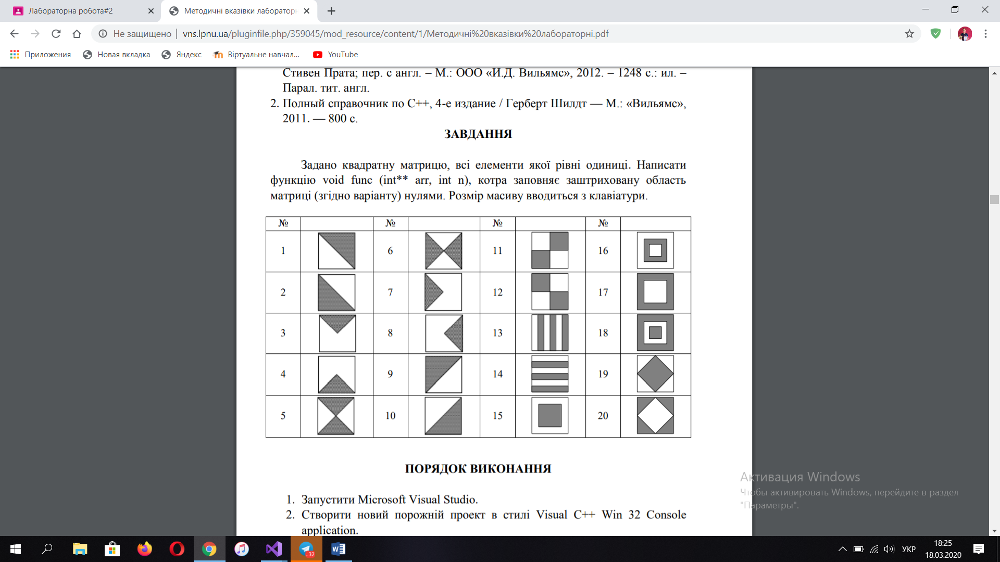 Лабораторна робота#2
Методичні вказівки лабораторн
Не защищено
vns.lpnu.ua/pluginfile.php/359045/mod_resource/content/1/Методичні%20вказівки%20лабораторні.pdf
Приложения
Новая вкладка
Яндекс
Віртуальне навчал...
YouTube
Стивен Прата; пер. с англ. – М.: ООО «И.Д. Вильямс», 2012. – 1248 с.: ил. –
Парал. тит. англ.
2. Полный справочник по C++, 4-е издание / Герберт Шилдт — М.: «Вильямс»,
2011. — 800 с.
ЗАВДАННЯ
Задано квадратну матрицю, всі елементи якої рівні одиниці. Написати
функцію void func (int** arr, int n), котра заповняє заштриховану область
матриці (згідно варіанту) нулями. Розмір масиву вводиться з клавіатури.
№ № № №
1 6 11 16
2 7 12 17
3 8 13 18
4 9 14 19
5 10 15 20
ПОРЯДОК ВИКОНАННЯ
1. Запустити Microsoft Visual Studio.
2. Створити новий порожній проект в стилі Visual C++ Win 32 Console
application.
Активация Windows
Чтобы активировать Windows, перейдите в раздел
"Параметры".
..32
УКР
18:25
18.03.2020